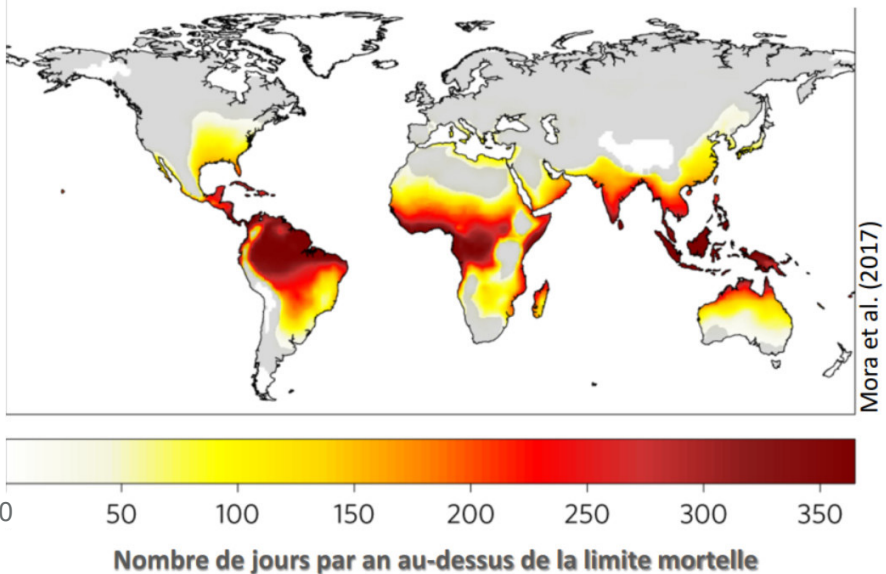 Mora et al. (2017)
0 50 100 150 200 250 300 350
Nombre de jours par an au-dessus de la limite mortelle